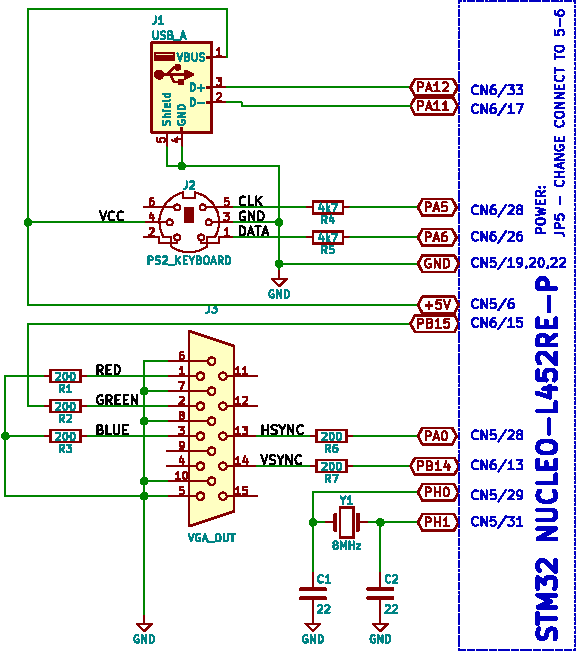 J1
USB_A
VBUS 1
D+ 3
D- 2
Shield
GND
5
4
PA12 CN6/33
PA11 CN6/17
J2
6
4
2
5 CLK
3 GND
1 DATA
VCC
PS2_KEYBOARD
4k7
R4
4k7
R5
PA5 CN6/28
PA6 CN6/26
GND CN5/19,20,22
GND
+5V CN5/6
PB15 CN6/15
J3
6
1
7
2
8
3
9
4
10
5
11
12
13
14
15
RED
GREEN
BLUE
200
R1
200
R2
200
R3
HSYNC
VSYNC
200
R6
200
R7
VGA_OUT
PA0 CN5/28
PB14 CN6/13
PH0 CN5/29
PH1 CN5/31
Y1
8MHz
C1
22
C2
22
GND
GND
GND
POWER:
JP5 - CHANGE CONNECT TO 5-6
STM32 NUCLEO-L452RE-P